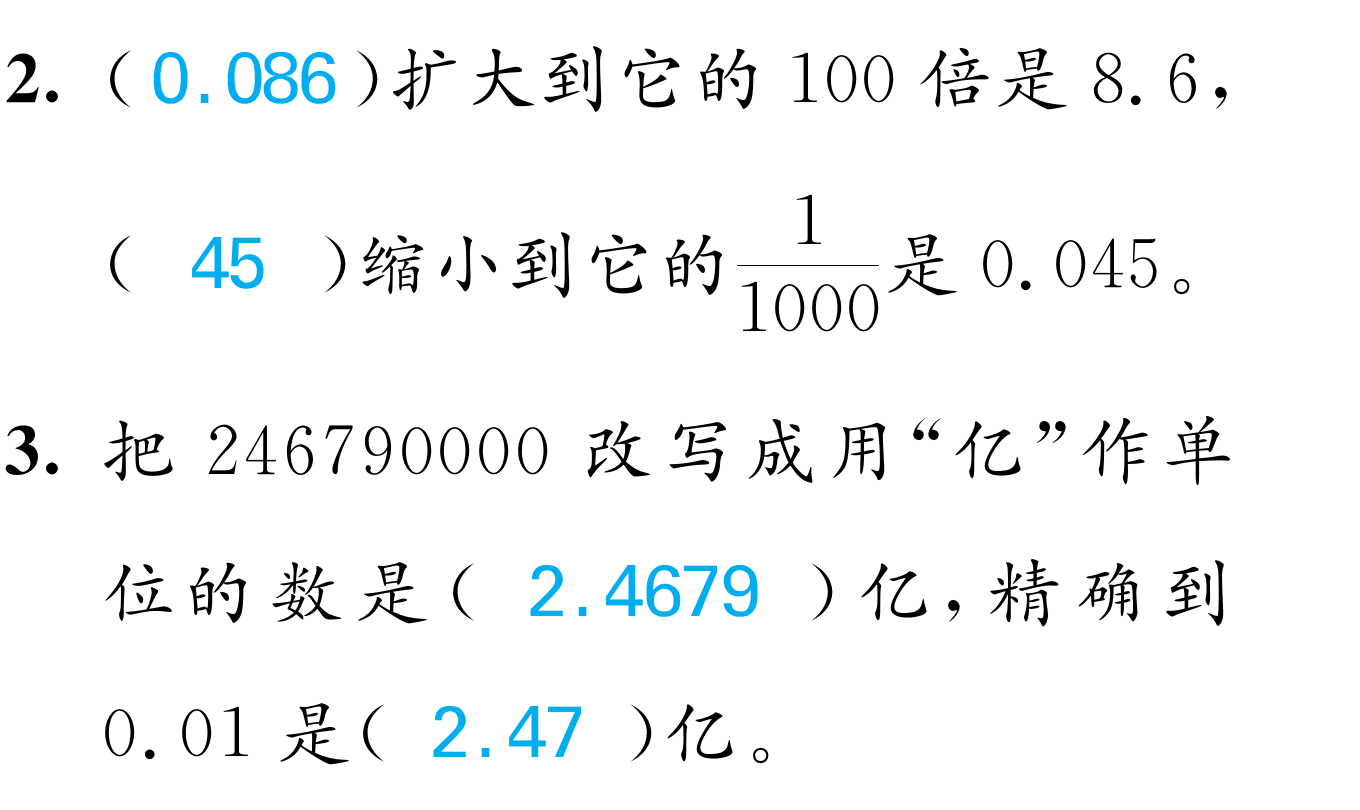 2. (0.086)扩大到它的 100 倍是 8.6,
( 45 )缩小到它的 1/1000 是 0.045。
3. 把 246790000 改写成用“亿”作单
位的数是( 2.4679 )亿,精确到
0.01 是( 2.47 )亿。